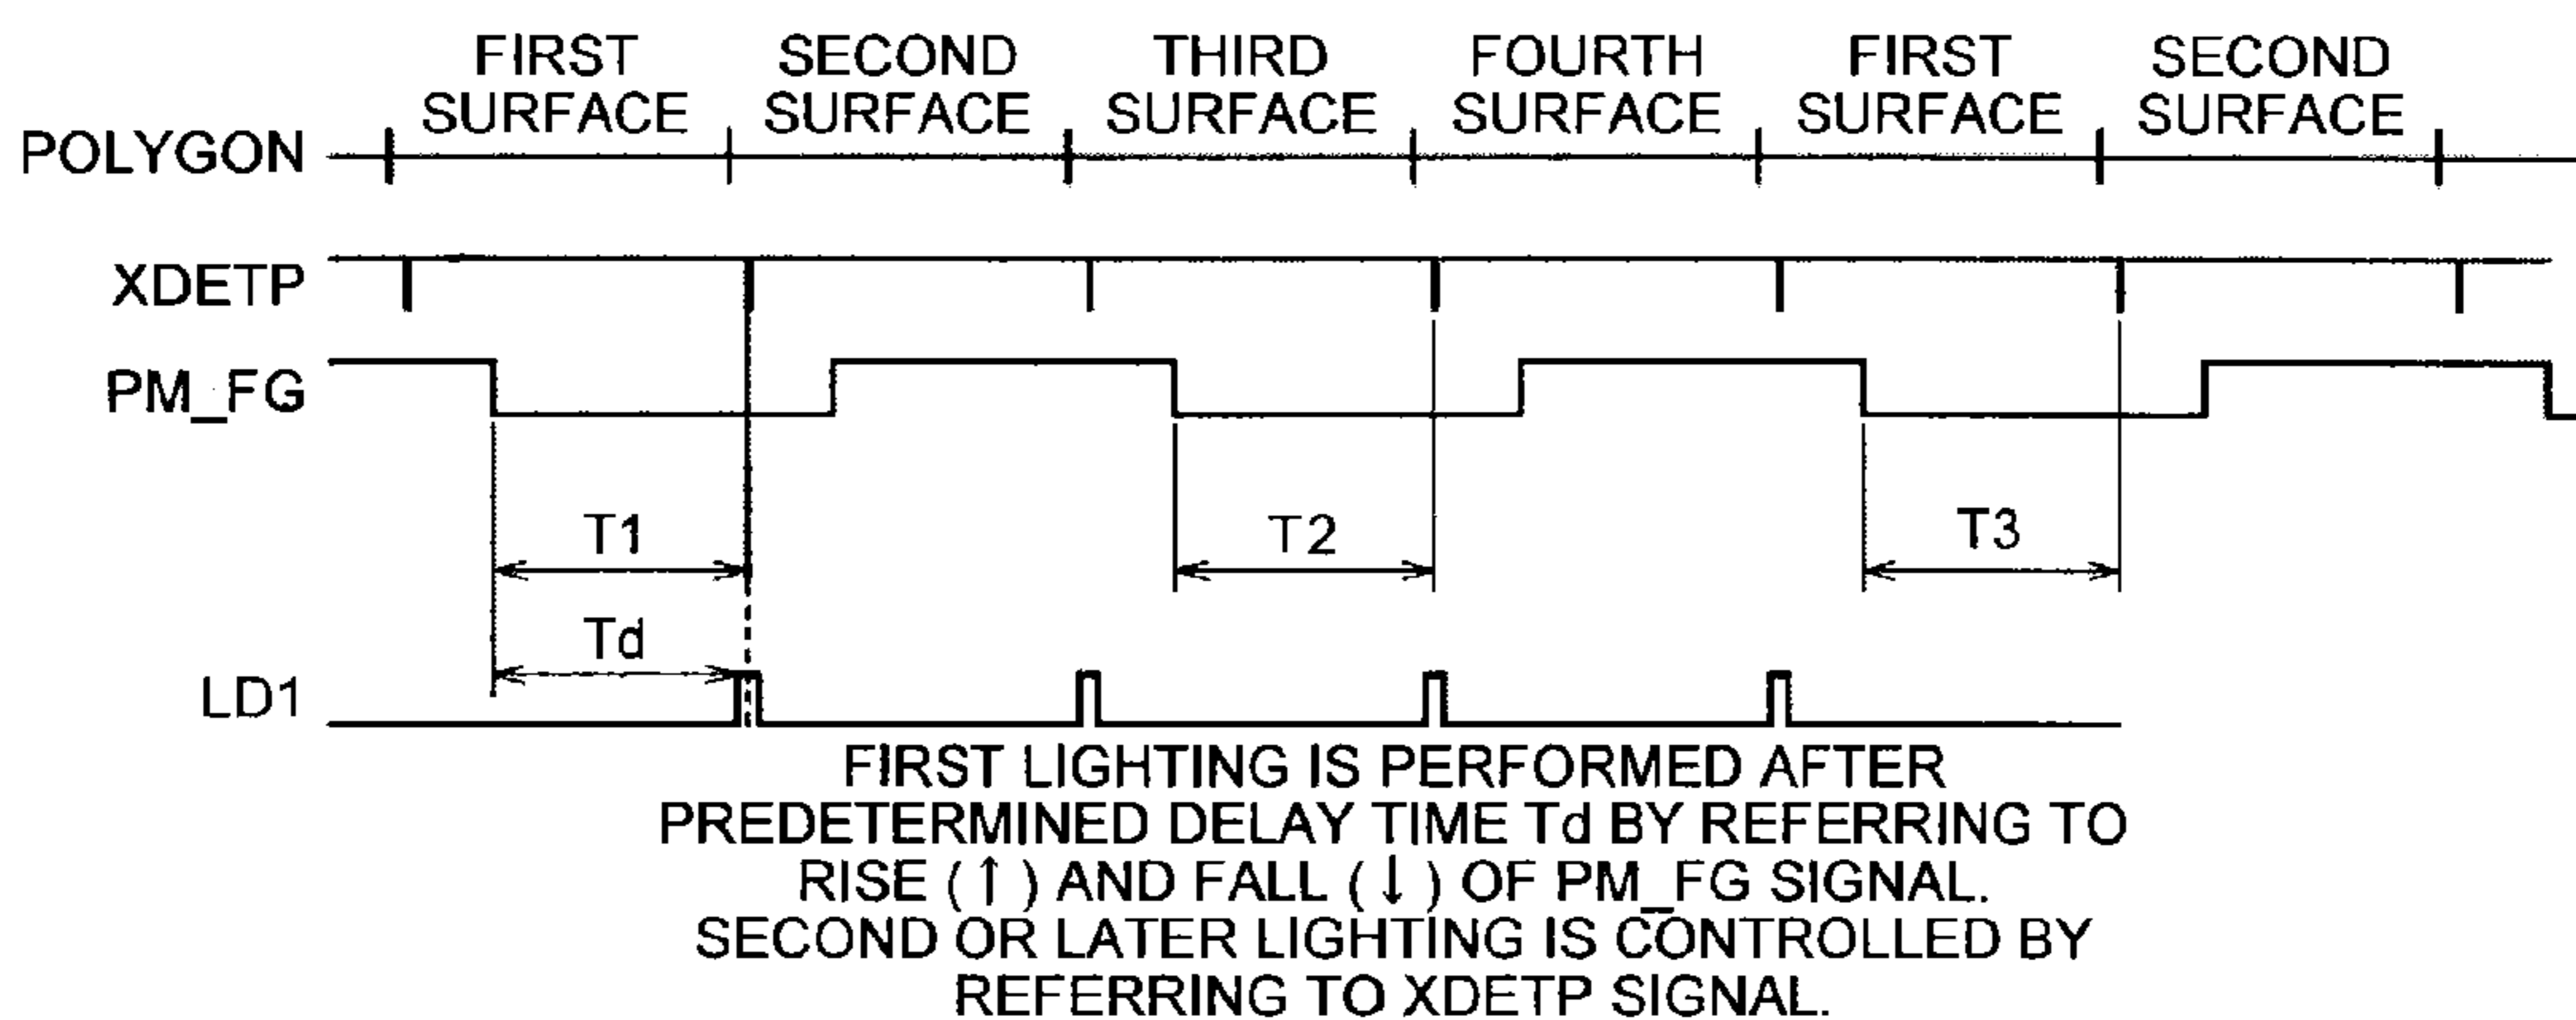 FIRST SURFACE
SECOND SURFACE
THIRD SURFACE
FOURTH SURFACE
FIRST SURFACE
SECOND SURFACE
POLYGON
XDETP
PM_FG
T1
T2
T3
Td
LD1
FIRST LIGHTING IS PERFORMED AFTER
PREDETERMINED DELAY TIME Td BY REFERRING TO
RISE (↑) AND FALL (↓) OF PM_FG SIGNAL.
SECOND OR LATER LIGHTING IS CONTROLLED BY
REFERRING TO XDETP SIGNAL.